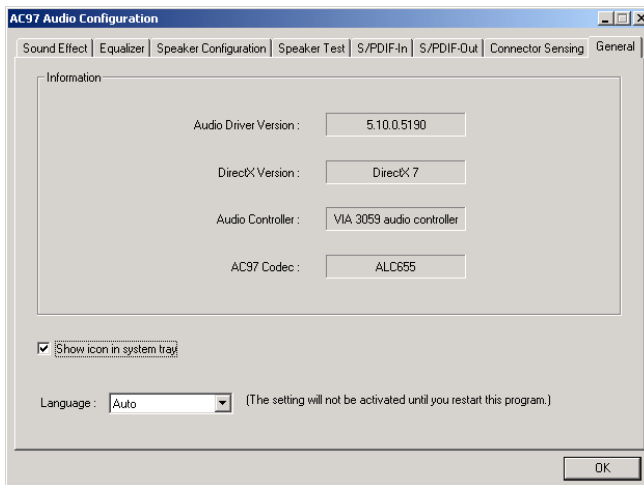 AC97 Audio Configuration
Sound Effect Equalizer Speaker Configuration Speaker Test S/PDIF-In S/PDIF-Out Connector Sensing General
Information
Audio Driver Version : 5.10.0.5190
DirectX Version : DirectX 7
Audio Controller : VIA 3059 audio controller
AC97 Codec : ALC655
Show icon in system tray
Language : Auto (The setting will not be activated until you restart this program.)
OK